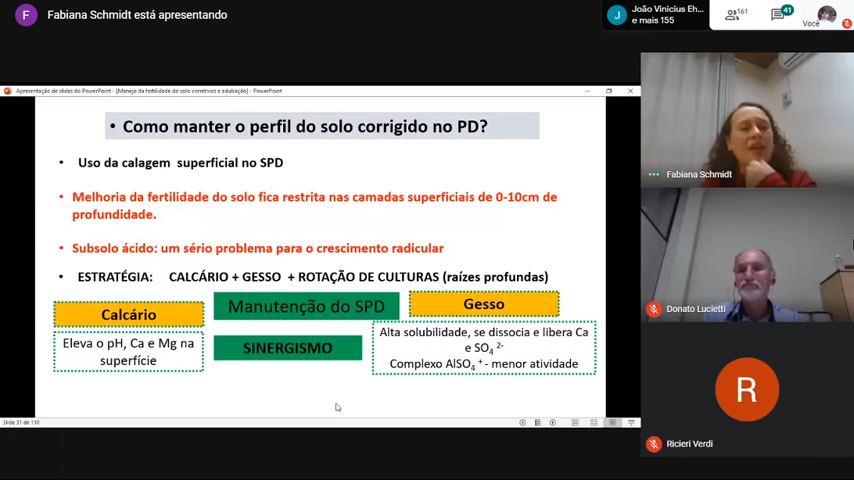 F
Fabiana Schmidt está apresentando
J
João Vinicius Eh...
e mais 155
161
41
Você
Apresentação de slides do PowerPoint - [Manejo da fertilidade do solo corretivos e adubação] - PowerPoint
• Como manter o perfil do solo corrigido no PD?
• Uso da calagem superficial no SPD
• Melhoria da fertilidade do solo fica restrita nas camadas superficiais de 0-10cm de
profundidade.
• Subsolo ácido: um sério problema para o crescimento radicular
• ESTRATÉGIA: CALCÁRIO + GESSO + ROTAÇÃO DE CULTURAS (raízes profundas)
Calcário
Manutenção do SPD
Gesso
Eleva o pH, Ca e Mg na
superfície
SINERGISMO
Alta solubilidade, se dissocia e libera Ca
e SO₄ ²⁻
Complexo AlSO₄ ⁺ - menor atividade
Slide 31 de 110
Fabiana Schmidt
Donato Lucietti
R
Ricieri Verdi